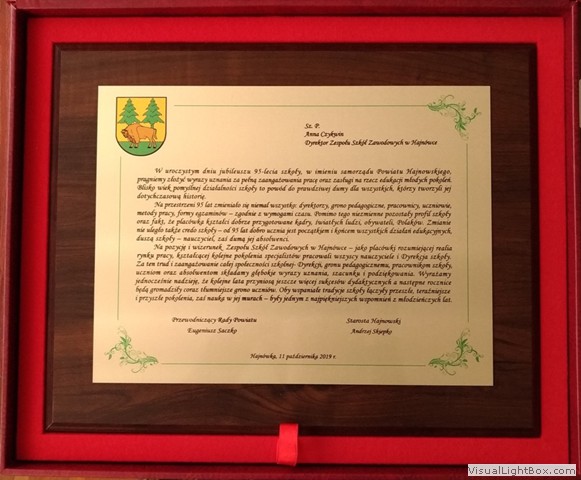 Sz. P.
Anna Czykwin
Dyrektor Zespołu Szkół Zawodowych w Hajnówce
W uroczystym dniu jubileuszu 95-lecia szkoły, w imieniu samorządu Powiatu Hajnowskiego,
pragniemy złożyć wyrazy uznania za pełną zaangażowania pracę oraz zasługi na rzecz edukacji młodych pokoleń.
Blisko wiek pomyślnej działalności szkoły to powód do prawdziwej dumy dla wszystkich, którzy tworzyli jej
dotychczasową historię.
Na przestrzeni 95 lat zmieniało się niemal wszystko: dyrektorzy, grono pedagogiczne, pracownicy, uczniowie,
metody pracy, formy egzaminów – zgodnie z wymogami czasu. Pomimo tego niezmienne pozostały profil szkoły
oraz fakt, że placówka kształci dobrze przygotowane kadry, światłych ludzi, obywateli, Polaków. Zmianie
nie uległo także credo szkoły – od 95 lat dobro ucznia jest początkiem i końcem wszystkich działań edukacyjnych,
duszą szkoły – nauczyciel, zaś dumą jej absolwenci.
Na pozycję i wizerunek Zespołu Szkół Zawodowych w Hajnówce – jako placówki rozumiejącej realia
rynku pracy, kształcącej kolejne pokolenia specjalistów pracowali wszyscy nauczyciele i Dyrekcja szkoły.
Za ten trud i zaangażowanie całej społeczności szkolnej: Dyrekcji, gronu pedagogicznemu, pracownikom szkoły,
uczniom oraz absolwentom składamy głębokie wyrazy uznania, szacunku i podziękowania. Wyrażamy
jednocześnie nadzieję, że kolejne lata przyniosą jeszcze więcej sukcesów dydaktycznych a następne roczniki
będą gromadziły coraz tłumniejsze grono uczniów. Oby wspaniałe tradycje szkoły łączyły przeszłe, teraźniejsze
i przyszłe pokolenia, zaś nauka w jej murach – były jednym z najpiękniejszych wspomnień z młodzieńczych lat.
Przewodniczący Rady Powiatu Starosta Hajnowski
Eugeniusz Saczko Andrzej Skiepko
Hajnówka, 11 października 2019 r.
VisualLightBox.com